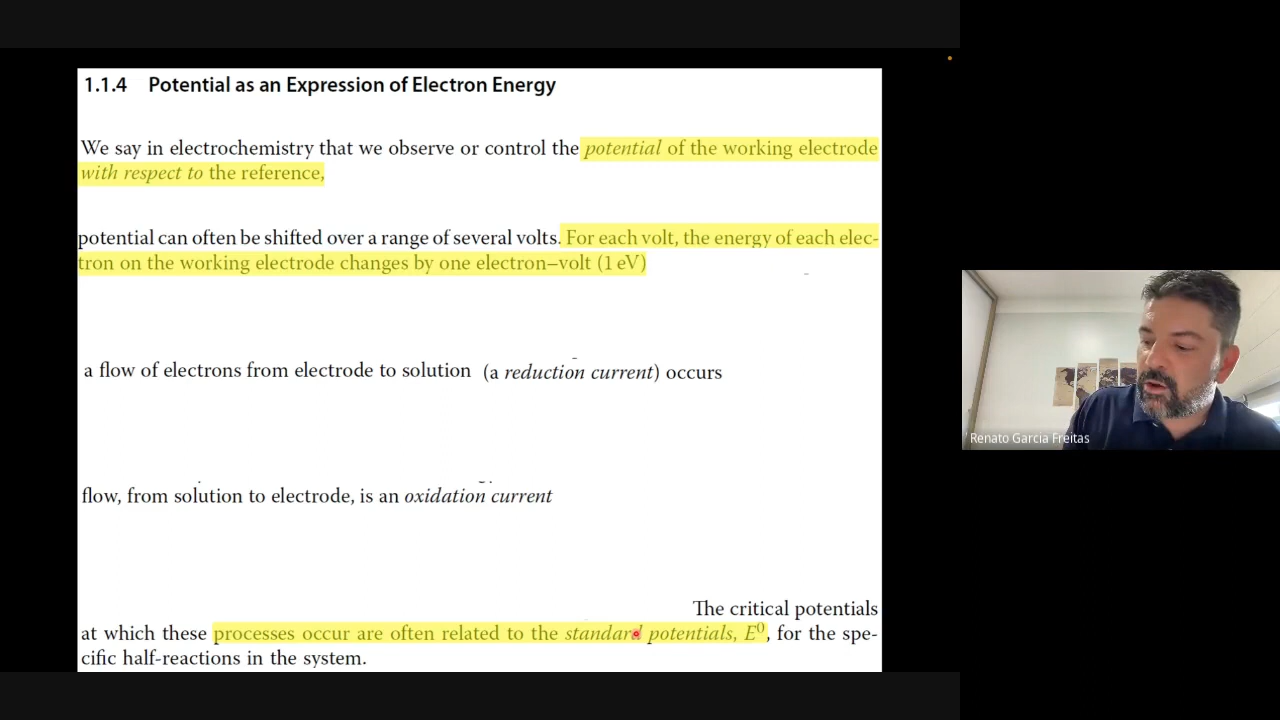 1.1.4 Potential as an Expression of Electron Energy
We say in electrochemistry that we observe or control the potential of the working electrode
with respect to the reference,
potential can often be shifted over a range of several volts. For each volt, the energy of each elec-
tron on the working electrode changes by one electron–volt (1 eV)
a flow of electrons from electrode to solution (a reduction current) occurs
flow, from solution to electrode, is an oxidation current
The critical potentials
at which these processes occur are often related to the standard potentials, E⁰, for the spe-
cific half-reactions in the system.
Renato Garcia Freitas